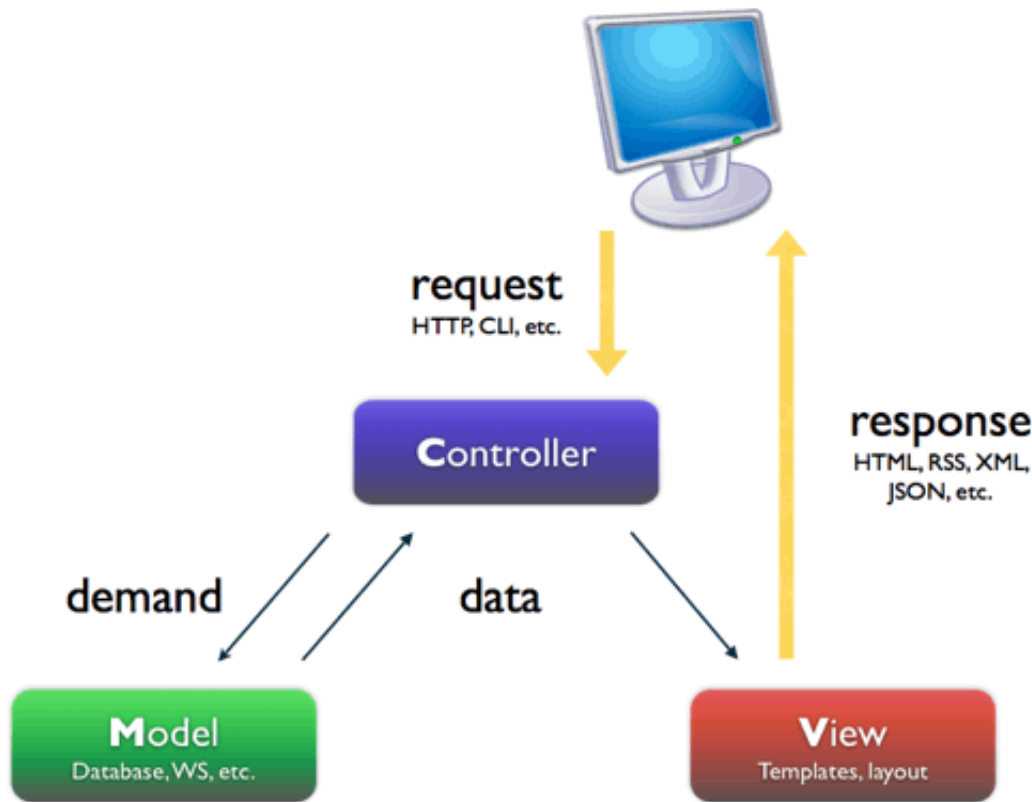 request
HTTP, CLI, etc.
Controller
response
HTML, RSS, XML,
JSON, etc.
demand
data
Model
Database, WS, etc.
View
Templates, layout